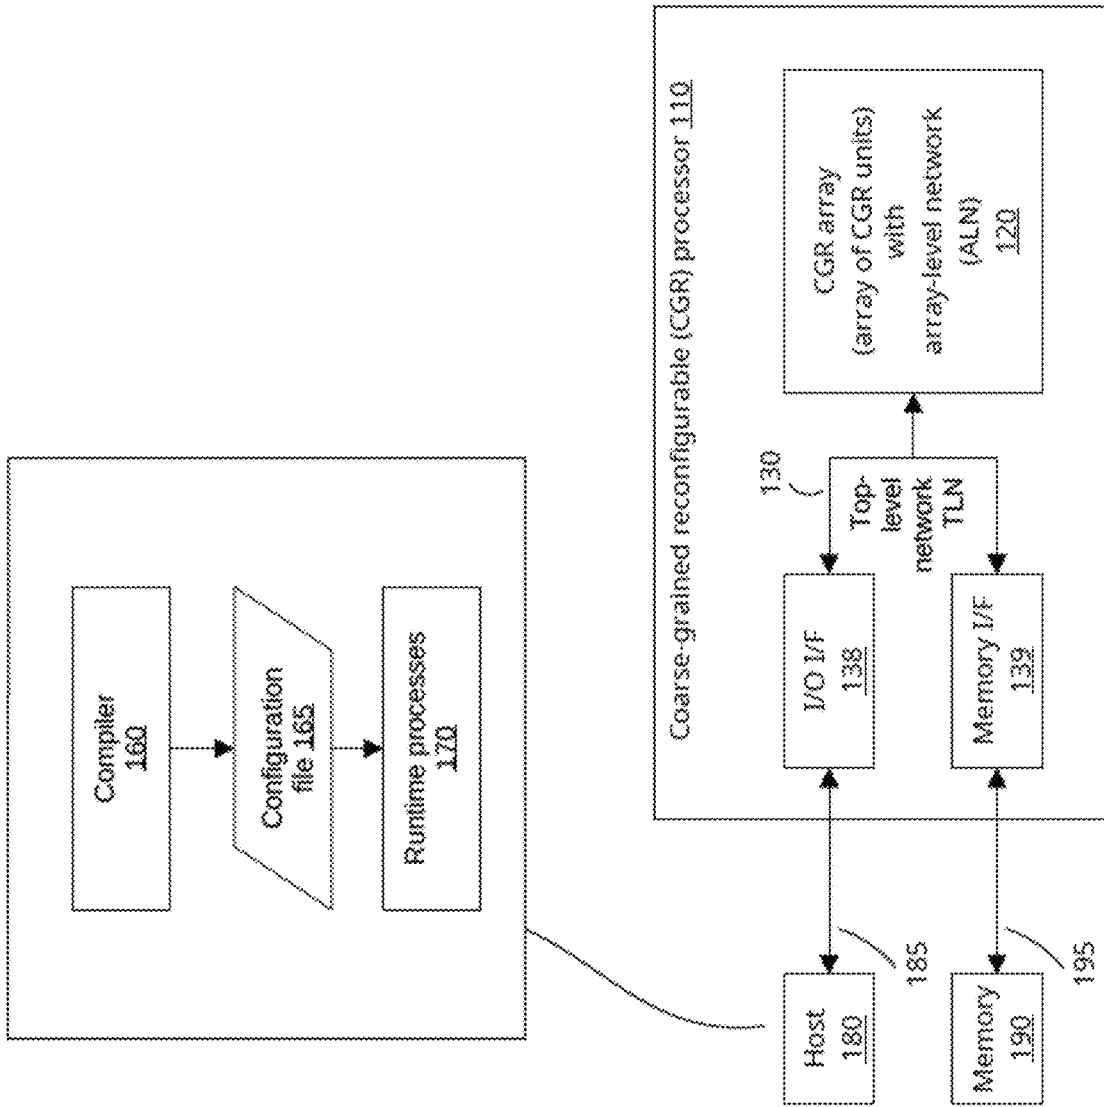 Compiler
160
Configuration
file 165
Runtime processes
170
Coarse-grained reconfigurable (CGR) processor 110
Host
180
185
I/O I/F
138
130
Top-
level
network
TLN
CGR array
(array of CGR units)
with
array-level network
(ALN)
120
Memory
190
195
Memory I/F
139